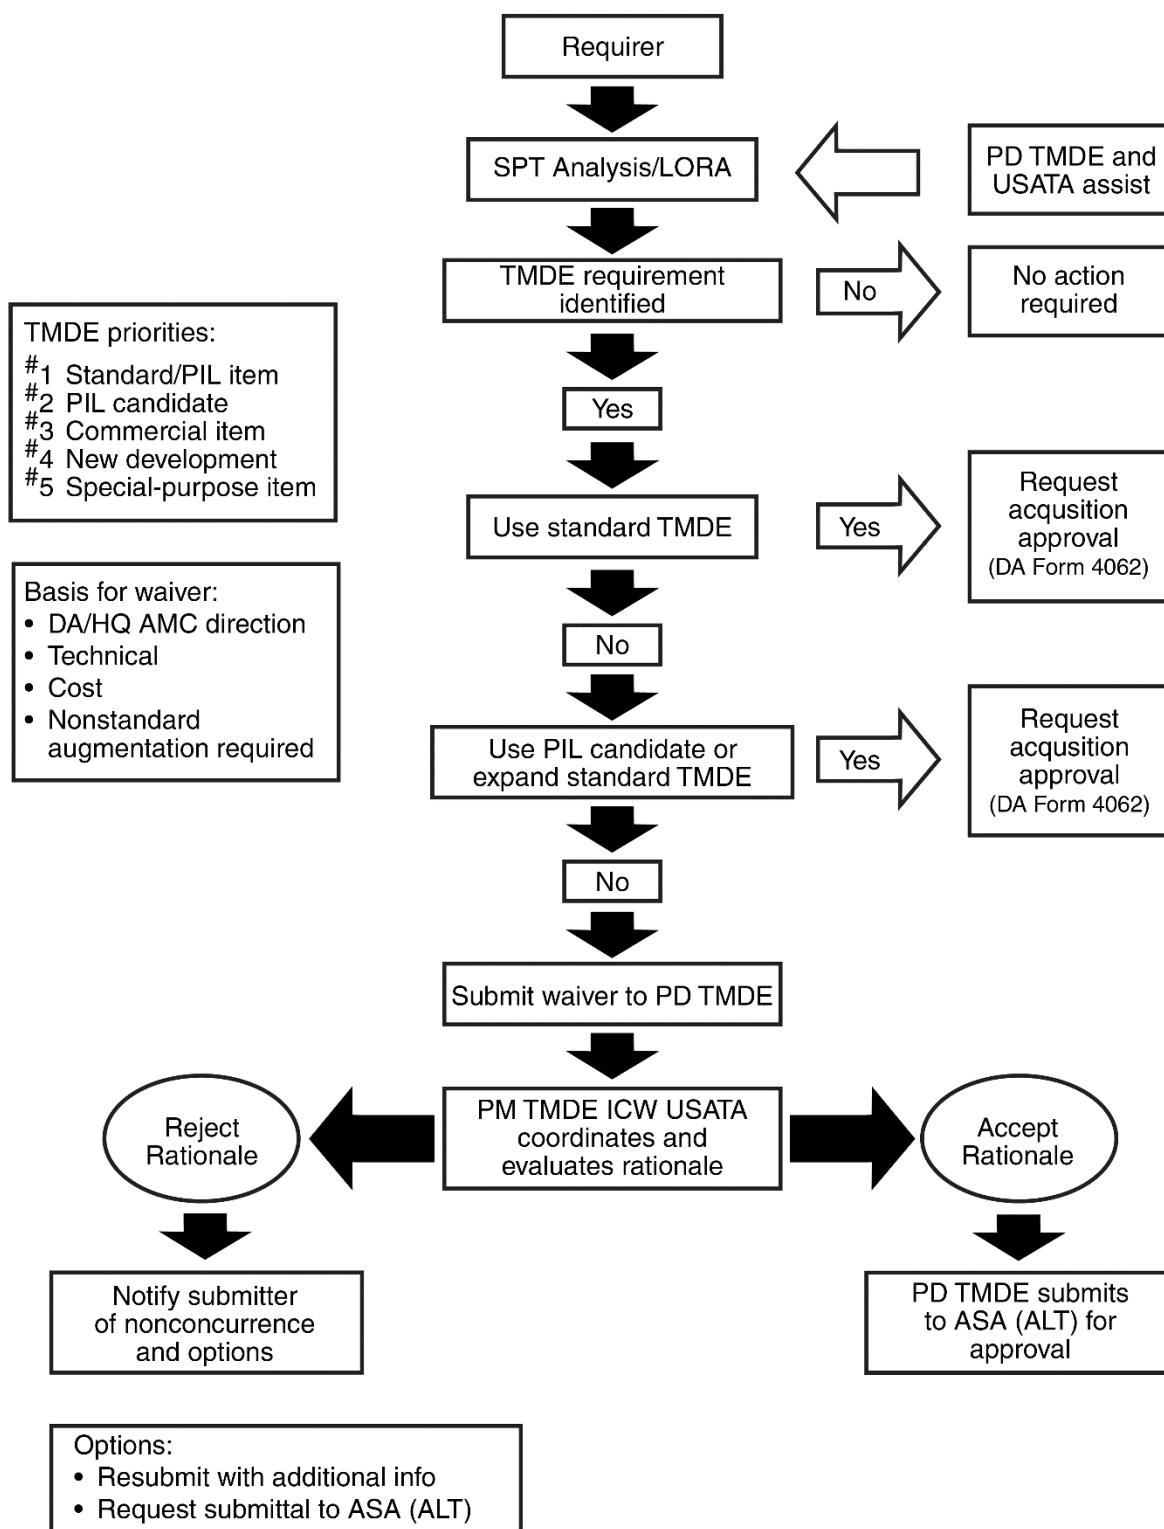 Requirer
SPT Analysis/LORA
PD TMDE and
USATA assist
TMDE requirement
identified
No
No action
required
TMDE priorities:
#1 Standard/PIL item
#2 PIL candidate
#3 Commercial item
#4 New development
#5 Special-purpose item
Yes
Use standard TMDE
Yes
Request
acqusition
approval
(DA Form 4062)
Basis for waiver:
• DA/HQ AMC direction
• Technical
• Cost
• Nonstandard
augmentation required
No
Use PIL candidate or
expand standard TMDE
Yes
Request
acqusition
approval
(DA Form 4062)
No
Submit waiver to PD TMDE
PM TMDE ICW USATA
coordinates and
evaluates rationale
Reject
Rationale
Accept
Rationale
Notify submitter
of nonconcurrence
and options
PD TMDE submits
to ASA (ALT) for
approval
Options:
• Resubmit with additional info
• Request submittal to ASA (ALT)